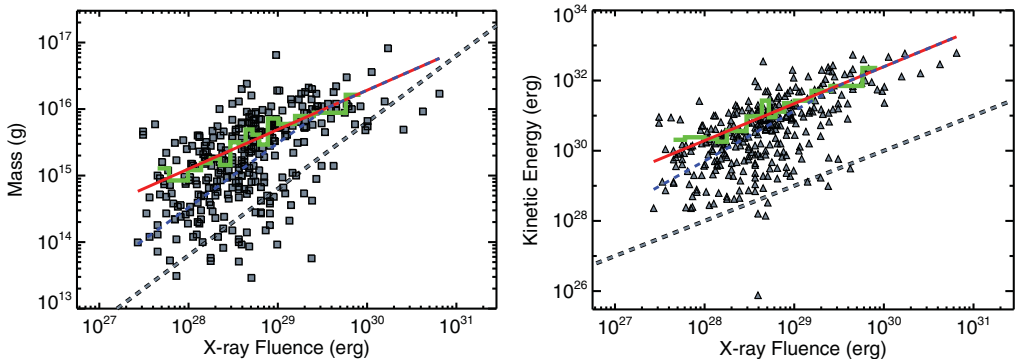 10^17
10^16
10^15
10^14
10^13
Mass (g)
10^27 10^28 10^29 10^30 10^31
X-ray Fluence (erg)
10^34
10^32
10^30
10^28
10^26
Kinetic Energy (erg)
10^27 10^28 10^29 10^30 10^31
X-ray Fluence (erg)